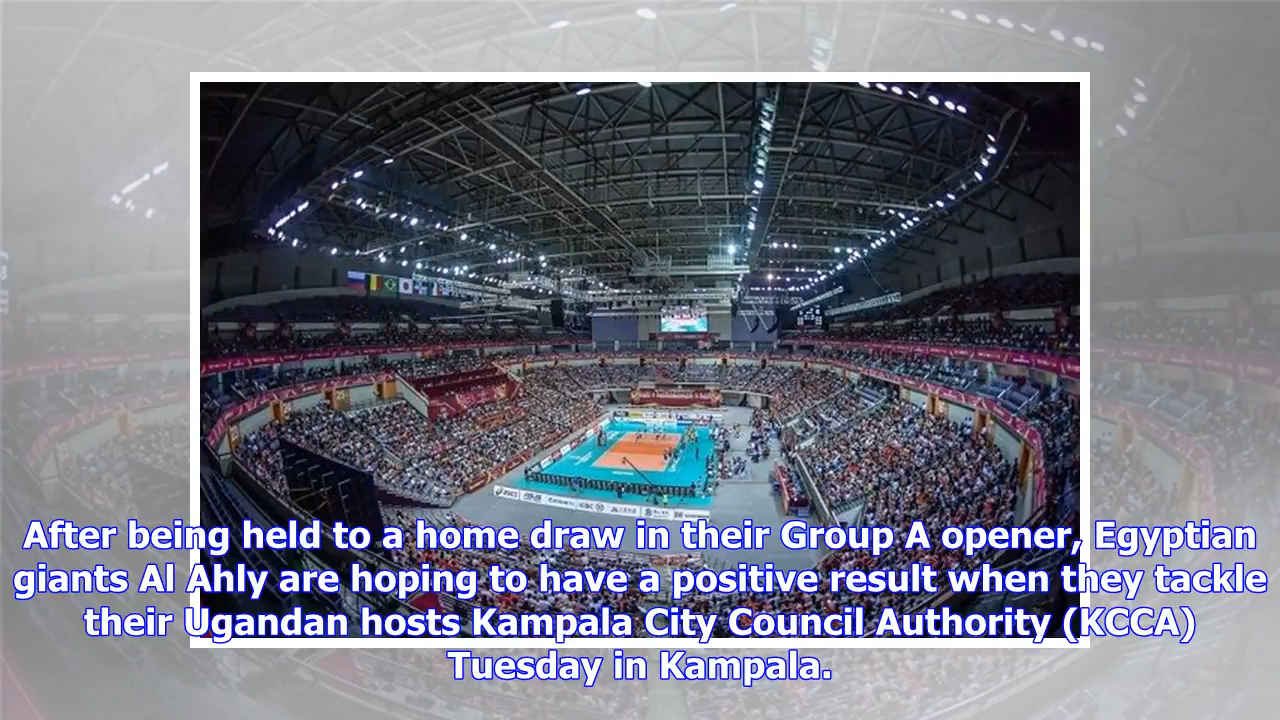 After being held to a home draw in their Group A opener, Egyptian
giants Al Ahly are hoping to have a positive result when they tackle
their Ugandan hosts Kampala City Council Authority (KCCA)
Tuesday in Kampala.